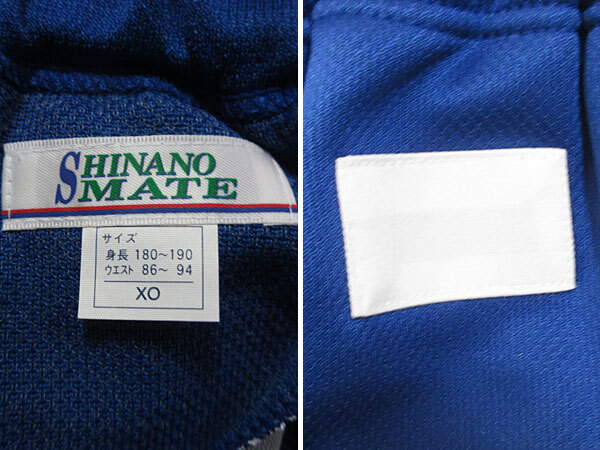 SHINANO
MATE
サイズ
身長 180〜190
ウエスト 86〜 94
XO